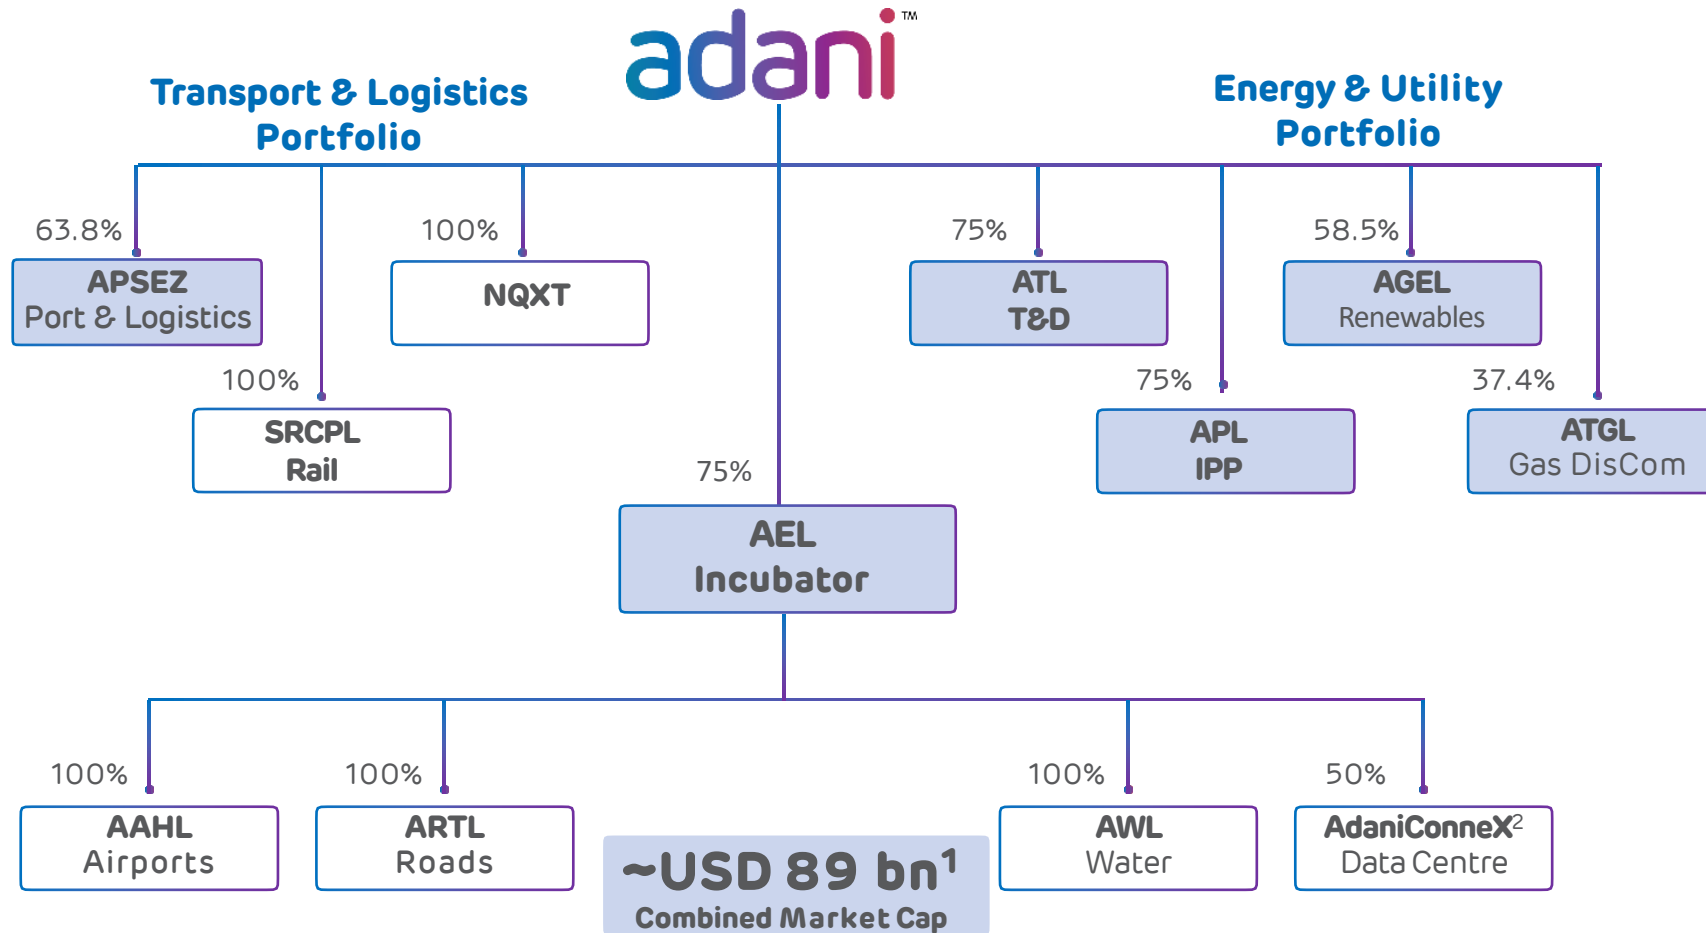 adani™
Transport & Logistics
Portfolio
Energy & Utility
Portfolio
63.8%
100%
75%
58.5%
APSEZ
Port & Logistics
NQXT
ATL
T&D
AGEL
Renewables
100%
75%
37.4%
SRCPL
Rail
APL
IPP
ATGL
Gas DisCom
75%
AEL
Incubator
100%
100%
100%
50%
AAHL
Airports
ARTL
Roads
AWL
Water
AdaniConneX²
Data Centre
~USD 89 bn¹
Combined Market Cap